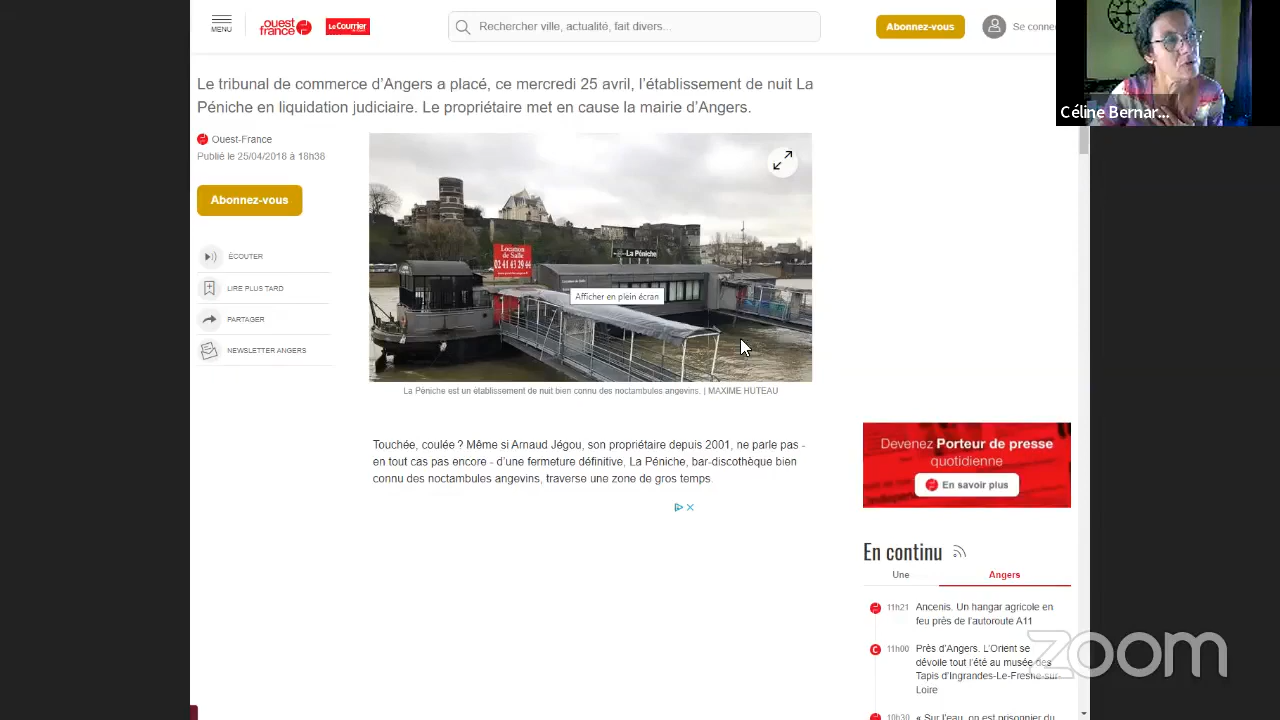 MENU
ouest
france
Le Courrier
Rechercher ville, actualité, fait divers...
Abonnez-vous
Se conne
Céline Bernar...
Le tribunal de commerce d'Angers a placé, ce mercredi 25 avril, l'établissement de nuit La
Péniche en liquidation judiciaire. Le propriétaire met en cause la mairie d'Angers.
Ouest-France
Publié le 25/04/2018 à 18h38
Abonnez-vous
ÉCOUTER
LIRE PLUS TARD
PARTAGER
NEWSLETTER ANGERS
Location
de Salle
02 41 43 29 44
La Péniche
Afficher en plein écran
La Péniche est un établissement de nuit bien connu des noctambules angevins. | MAXIME HUTEAU
Touchée, coulée ? Même si Arnaud Jégou, son propriétaire depuis 2001, ne parle pas -
en tout cas pas encore - d'une fermeture définitive, La Péniche, bar-discothèque bien
connu des noctambules angevins, traverse une zone de gros temps.
Devenez Porteur de presse
quotidienne
En savoir plus
En continu
Une
Angers
11h21 Ancenis. Un hangar agricole en
feu près de l'autoroute A11
11h00 Près d'Angers. L'Orient se
dévoile tout l'été au musée des
Tapis d'Ingrandes-Le-Fresne-sur-
Loire
10h30 « Sur l'eau, on est prisonnier du
zoom